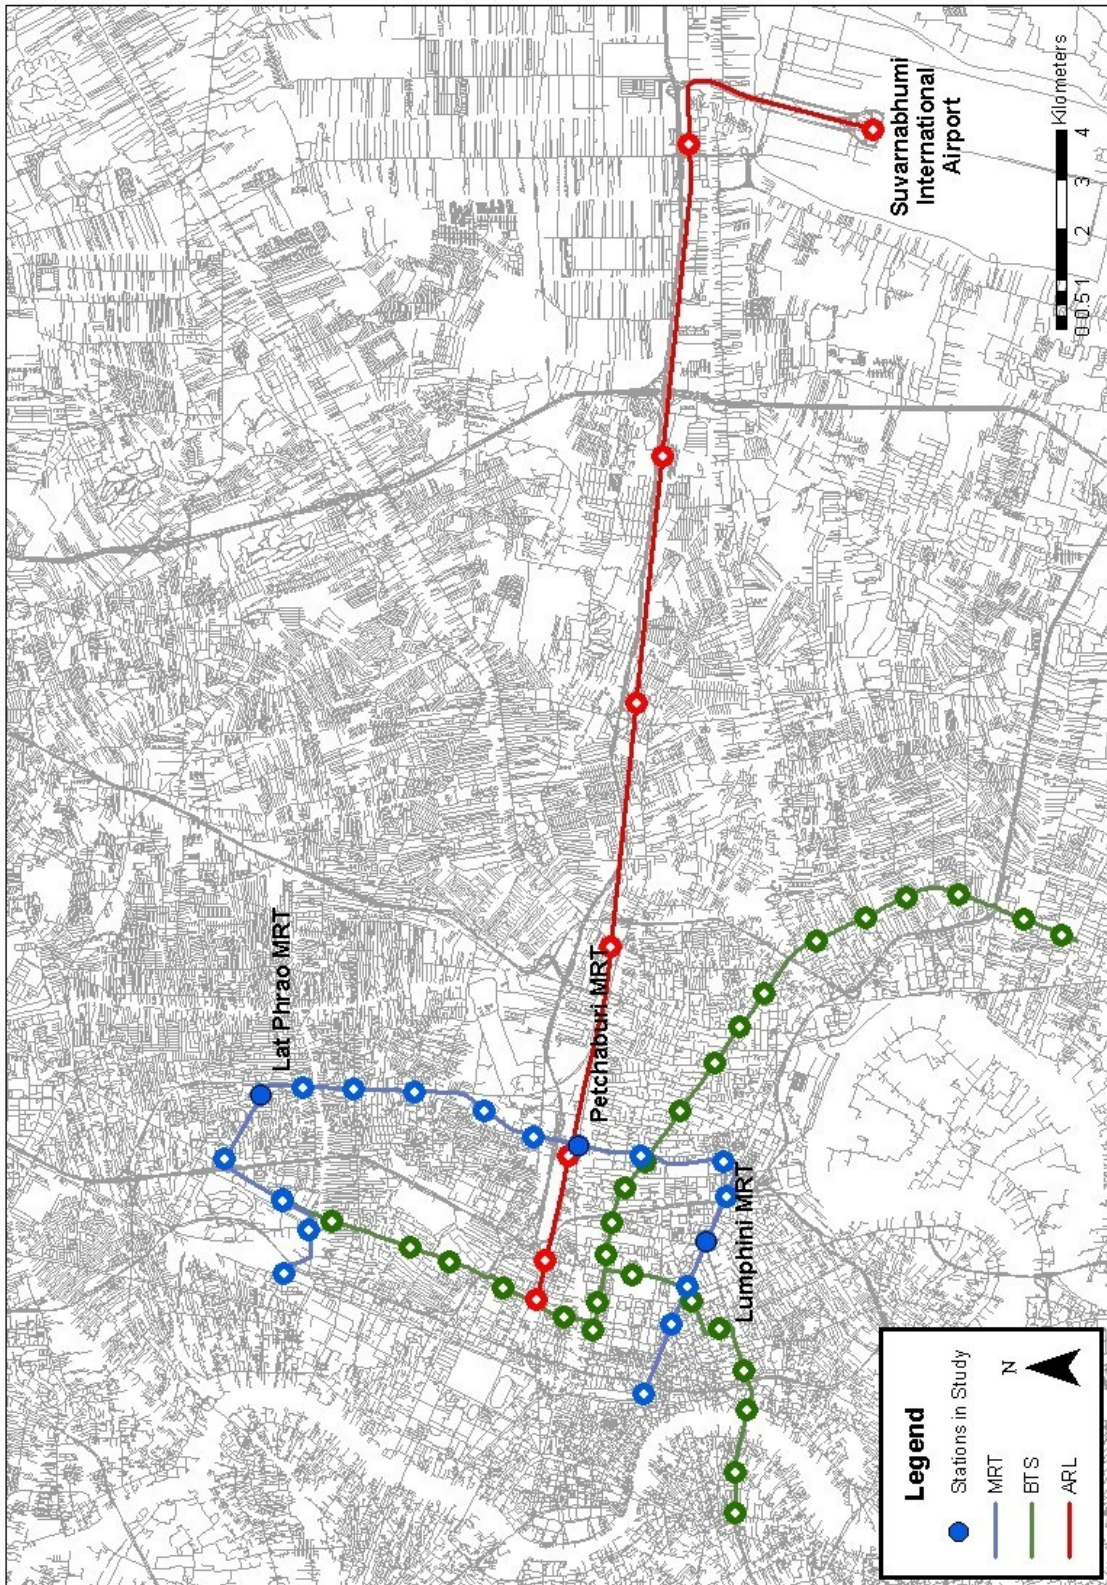 Lat Phrao MRT
Petchaburi MRT
Lumphini MRT
Suvarnabhumi
International
Airport
0 0.5 1 2 3 4
Kilometers
Legend
Stations in Study
MRT
BTS
ARL
N